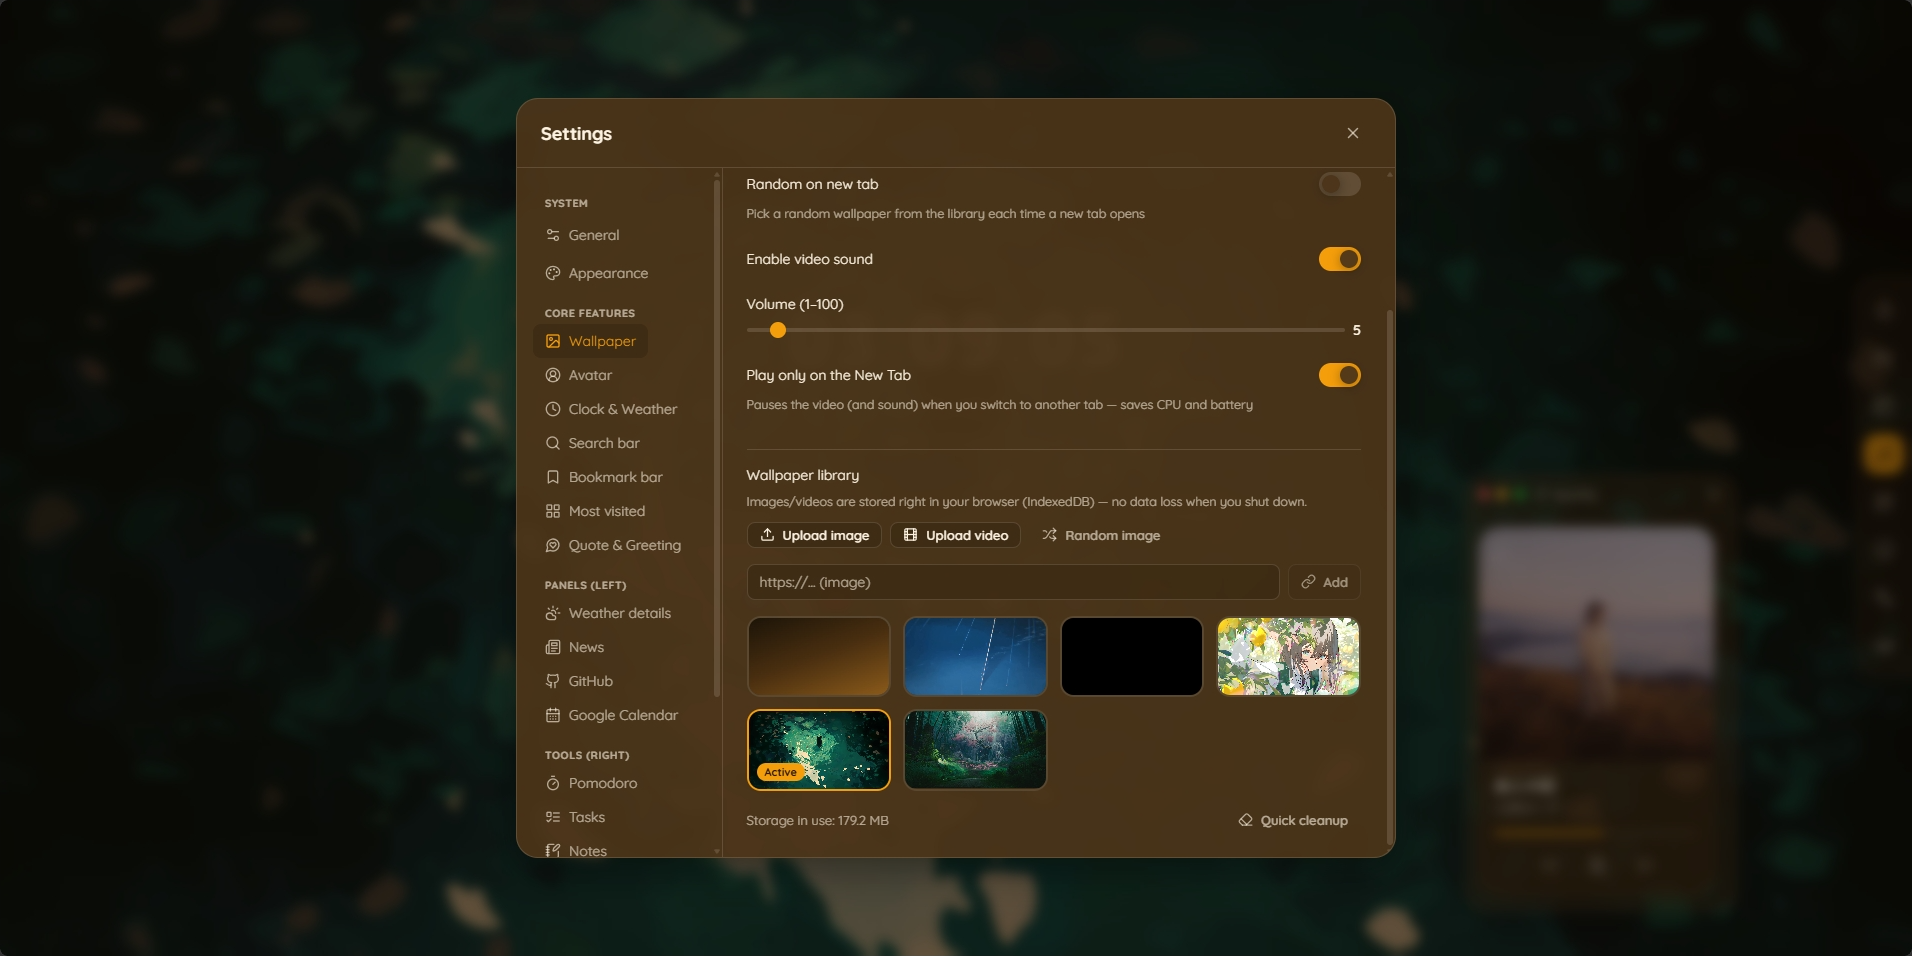 Settings
SYSTEM
General
Appearance
CORE FEATURES
Wallpaper
Avatar
Clock & Weather
Search bar
Bookmark bar
Most visited
Quote & Greeting
PANELS (LEFT)
Weather details
News
GitHub
Google Calendar
TOOLS (RIGHT)
Pomodoro
Tasks
Notes
Random on new tab
Pick a random wallpaper from the library each time a new tab opens
Enable video sound
Volume (1–100)
5
Play only on the New Tab
Pauses the video (and sound) when you switch to another tab — saves CPU and battery
Wallpaper library
Images/videos are stored right in your browser (IndexedDB) — no data loss when you shut down.
Upload image
Upload video
Random image
https://… (image)
Add
Active
Storage in use: 179.2 MB
Quick cleanup